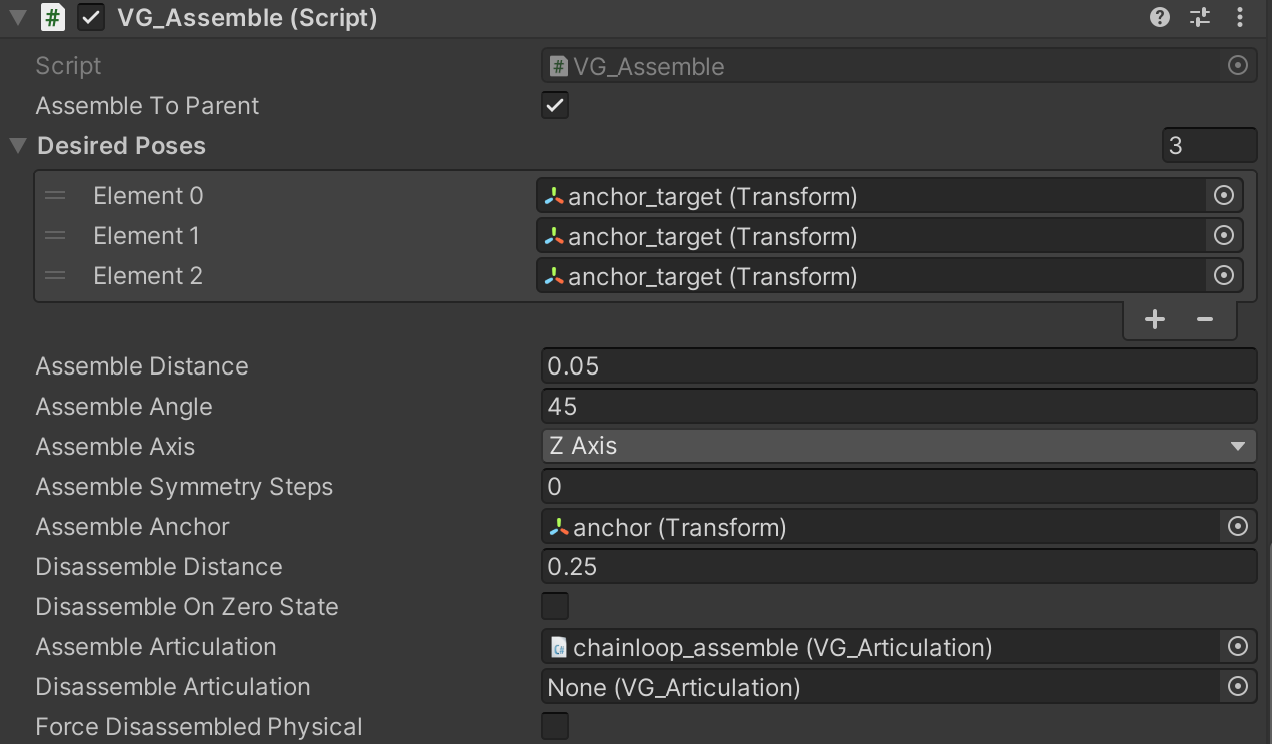 VG_Assemble (Script)
Script VG_Assemble
Assemble To Parent
Desired Poses 3
Element 0 anchor_target (Transform)
Element 1 anchor_target (Transform)
Element 2 anchor_target (Transform)
Assemble Distance 0.05
Assemble Angle 45
Assemble Axis Z Axis
Assemble Symmetry Steps 0
Assemble Anchor anchor (Transform)
Disassemble Distance 0.25
Disassemble On Zero State
Assemble Articulation chainloop_assemble (VG_Articulation)
Disassemble Articulation None (VG_Articulation)
Force Disassembled Physical